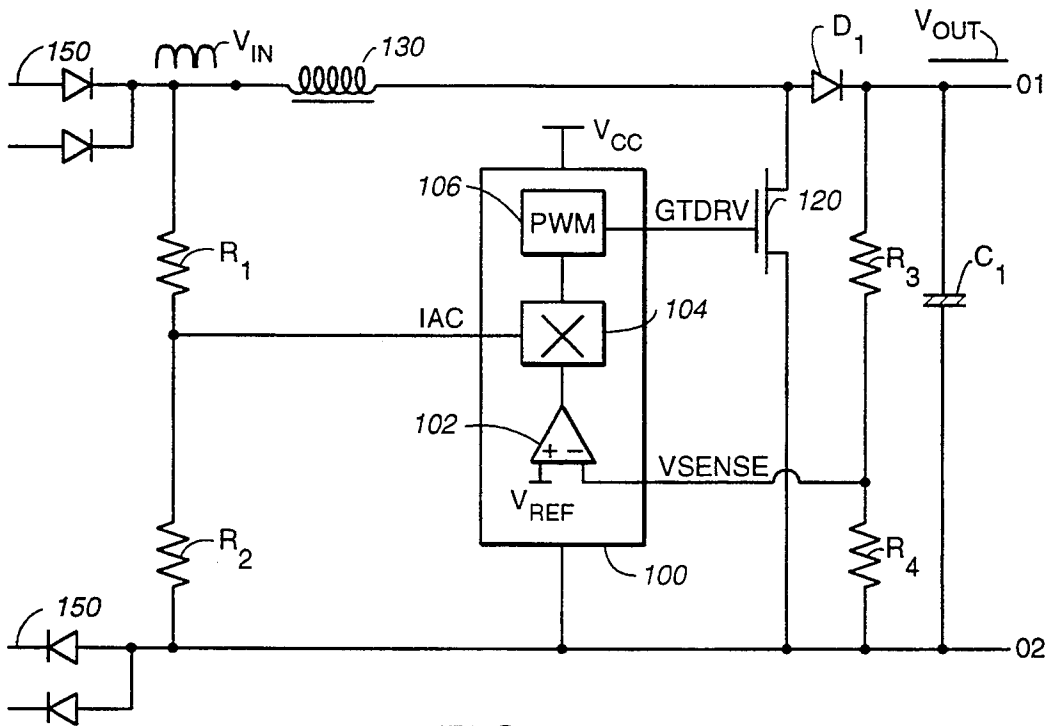 150
V_IN
130
D_1
V_OUT
01
V_CC
106
PWM
GTDRV
120
R_1
R_3
C_1
IAC
104
102
+ −
VSENSE
V_REF
R_2
100
R_4
150
02